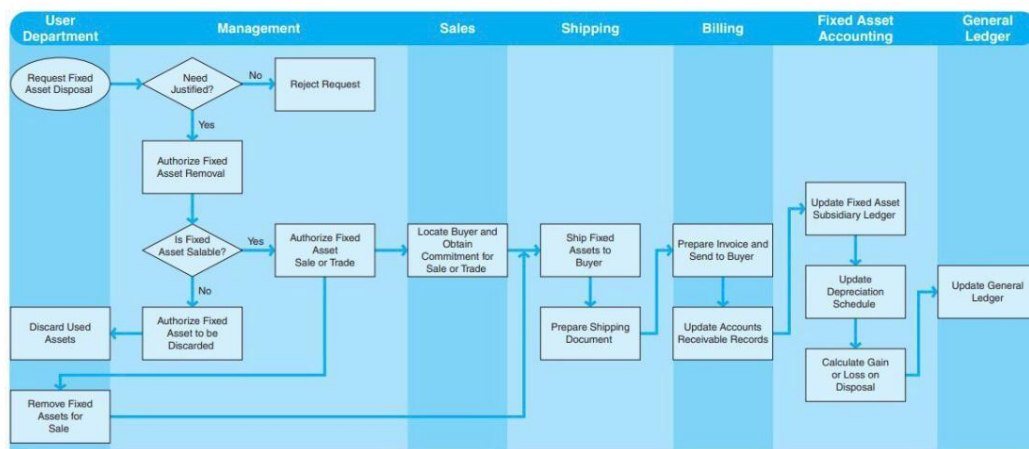 User
Department
Management
Sales
Shipping
Billing
Fixed Asset
Accounting
General
Ledger
Request Fixed
Asset Disposal
Need
Justified?
No
Reject Request
Yes
Authorize Fixed
Asset Removal
Is Fixed
Asset Salable?
Yes
Authorize Fixed
Asset
Sale or Trade
Locate Buyer and
Obtain
Commitment for
Sale or Trade
Ship Fixed
Assets to
Buyer
Prepare Invoice and
Send to Buyer
Update Fixed Asset
Subsidiary Ledger
No
Discard Used
Assets
Authorize Fixed
Asset to be
Discarded
Prepare Shipping
Document
Update Accounts
Receivable Records
Update
Depreciation
Schedule
Update General
Ledger
Calculate Gain
or Loss on
Disposal
Remove Fixed
Assets for
Sale